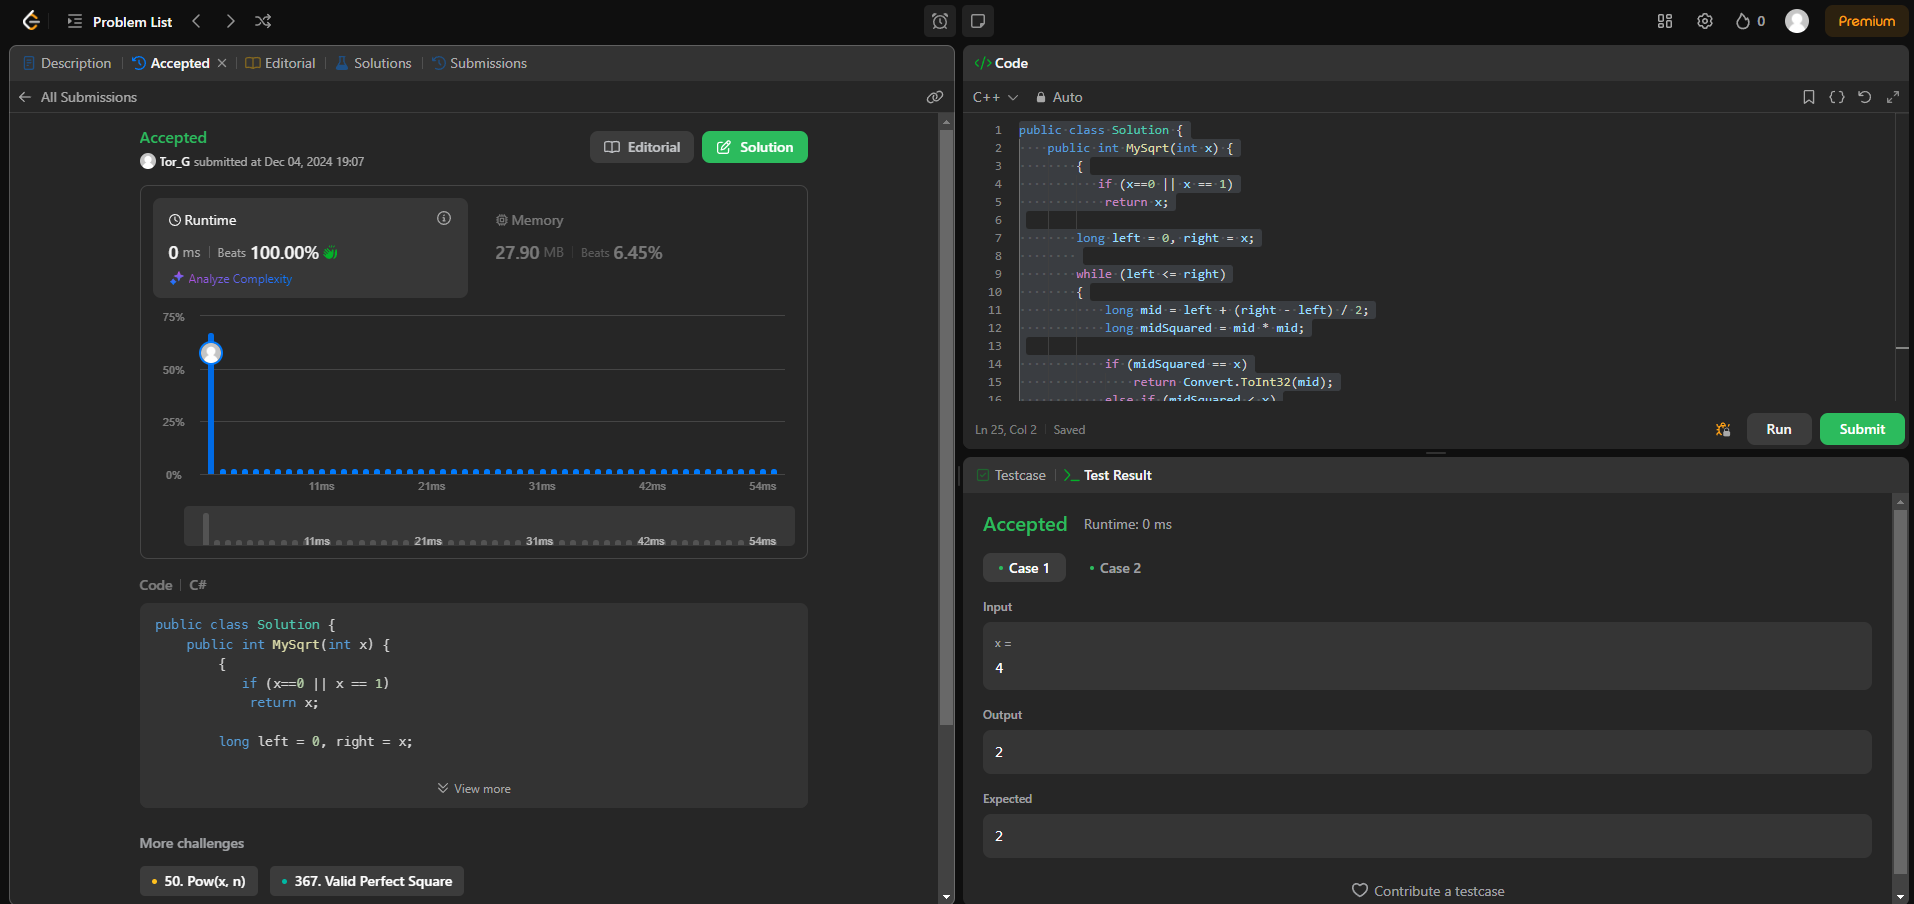 Problem List
0
Premium
Description
Accepted
Editorial
Solutions
Submissions
All Submissions
Accepted
Tor_G submitted at Dec 04, 2024 19:07
Editorial
Solution
Runtime
0 ms
Beats 100.00%
Analyze Complexity
Memory
27.90 MB
Beats 6.45%
75%
50%
25%
0%
11ms 21ms 31ms 42ms 54ms
11ms 21ms 31ms 42ms 54ms
Code | C#
public class Solution {
public int MySqrt(int x) {
{
if (x==0 || x == 1)
return x;
long left = 0, right = x;
View more
More challenges
50. Pow(x, n)
367. Valid Perfect Square
</> Code
C++
Auto
1 public class Solution {
2 public int MySqrt(int x) {
3 {
4 if (x==0 || x == 1)
5 return x;
6
7 long left = 0, right = x;
8
9 while (left <= right)
10 {
11 long mid = left + (right - left) / 2;
12 long midSquared = mid * mid;
13
14 if (midSquared == x)
15 return Convert.ToInt32(mid);
16 else if (midSquared < x)
Ln 25, Col 2 | Saved
Run
Submit
Testcase
Test Result
Accepted
Runtime: 0 ms
Case 1
Case 2
Input
x =
4
Output
2
Expected
2
Contribute a testcase